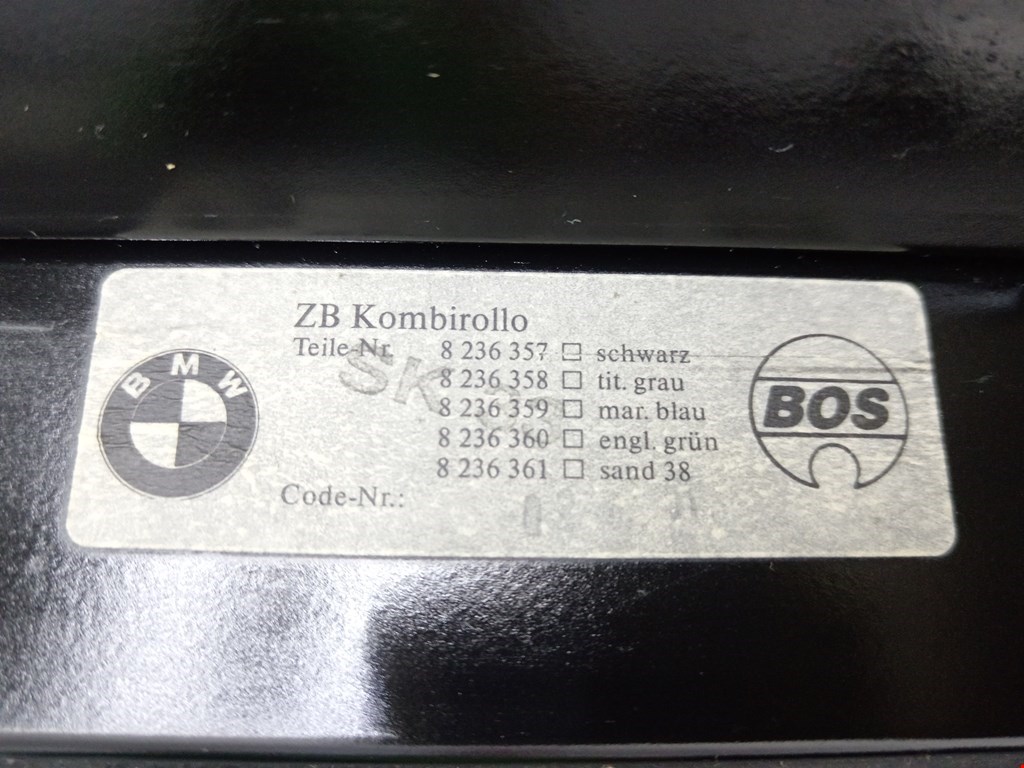 BMW
ZB Kombirollo
Teile-Nr. 8 236 357 □ schwarz
8 236 358 □ tit. grau
8 236 359 □ mar. blau
8 236 360 □ engl. grün
8 236 361 □ sand 38
Code-Nr.:
SK
BOS